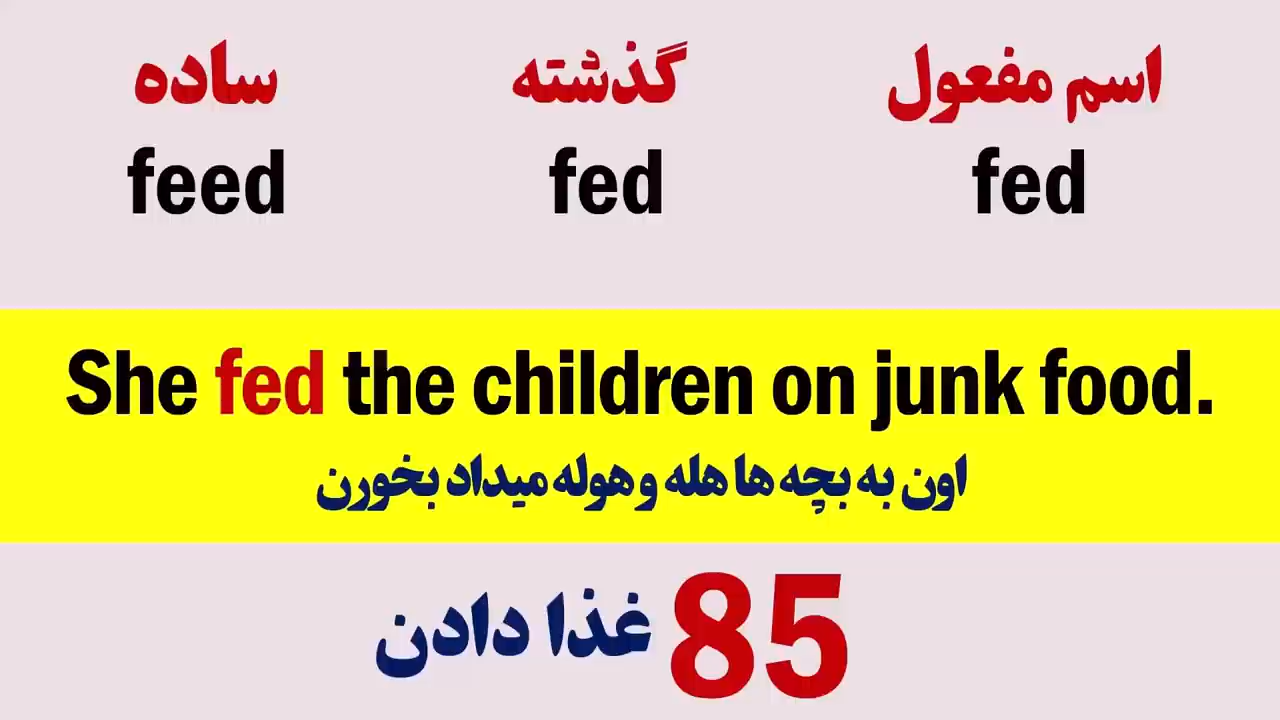 ساده گذشته اسم مفعول
feed fed fed
She fed the children on junk food.
اون به بچه ها هله و هوله میداد بخورن
85 غذا دادن